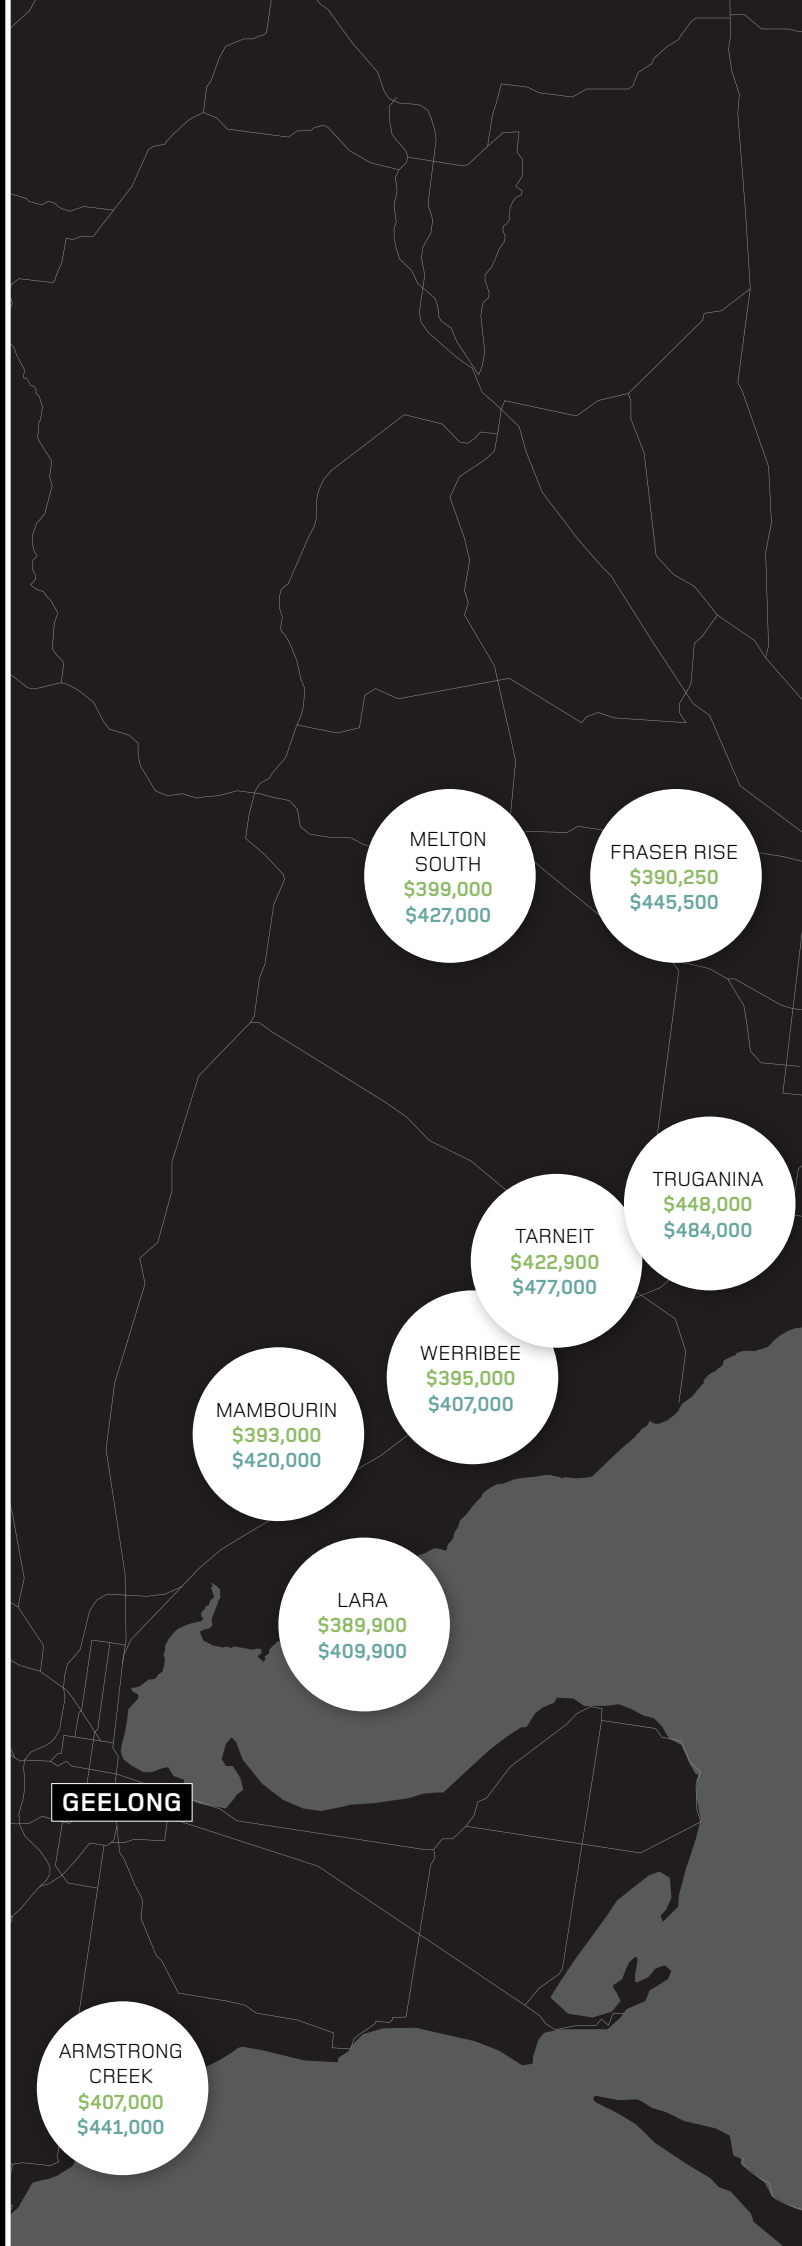 MELTON
SOUTH
$399,000
$427,000
FRASER RISE
$390,250
$445,500
TRUGANINA
$448,000
$484,000
TARNEIT
$422,900
$477,000
WERRIBEE
$395,000
$407,000
MAMBOURIN
$393,000
$420,000
LARA
$389,900
$409,900
GEELONG
ARMSTRONG
CREEK
$407,000
$441,000